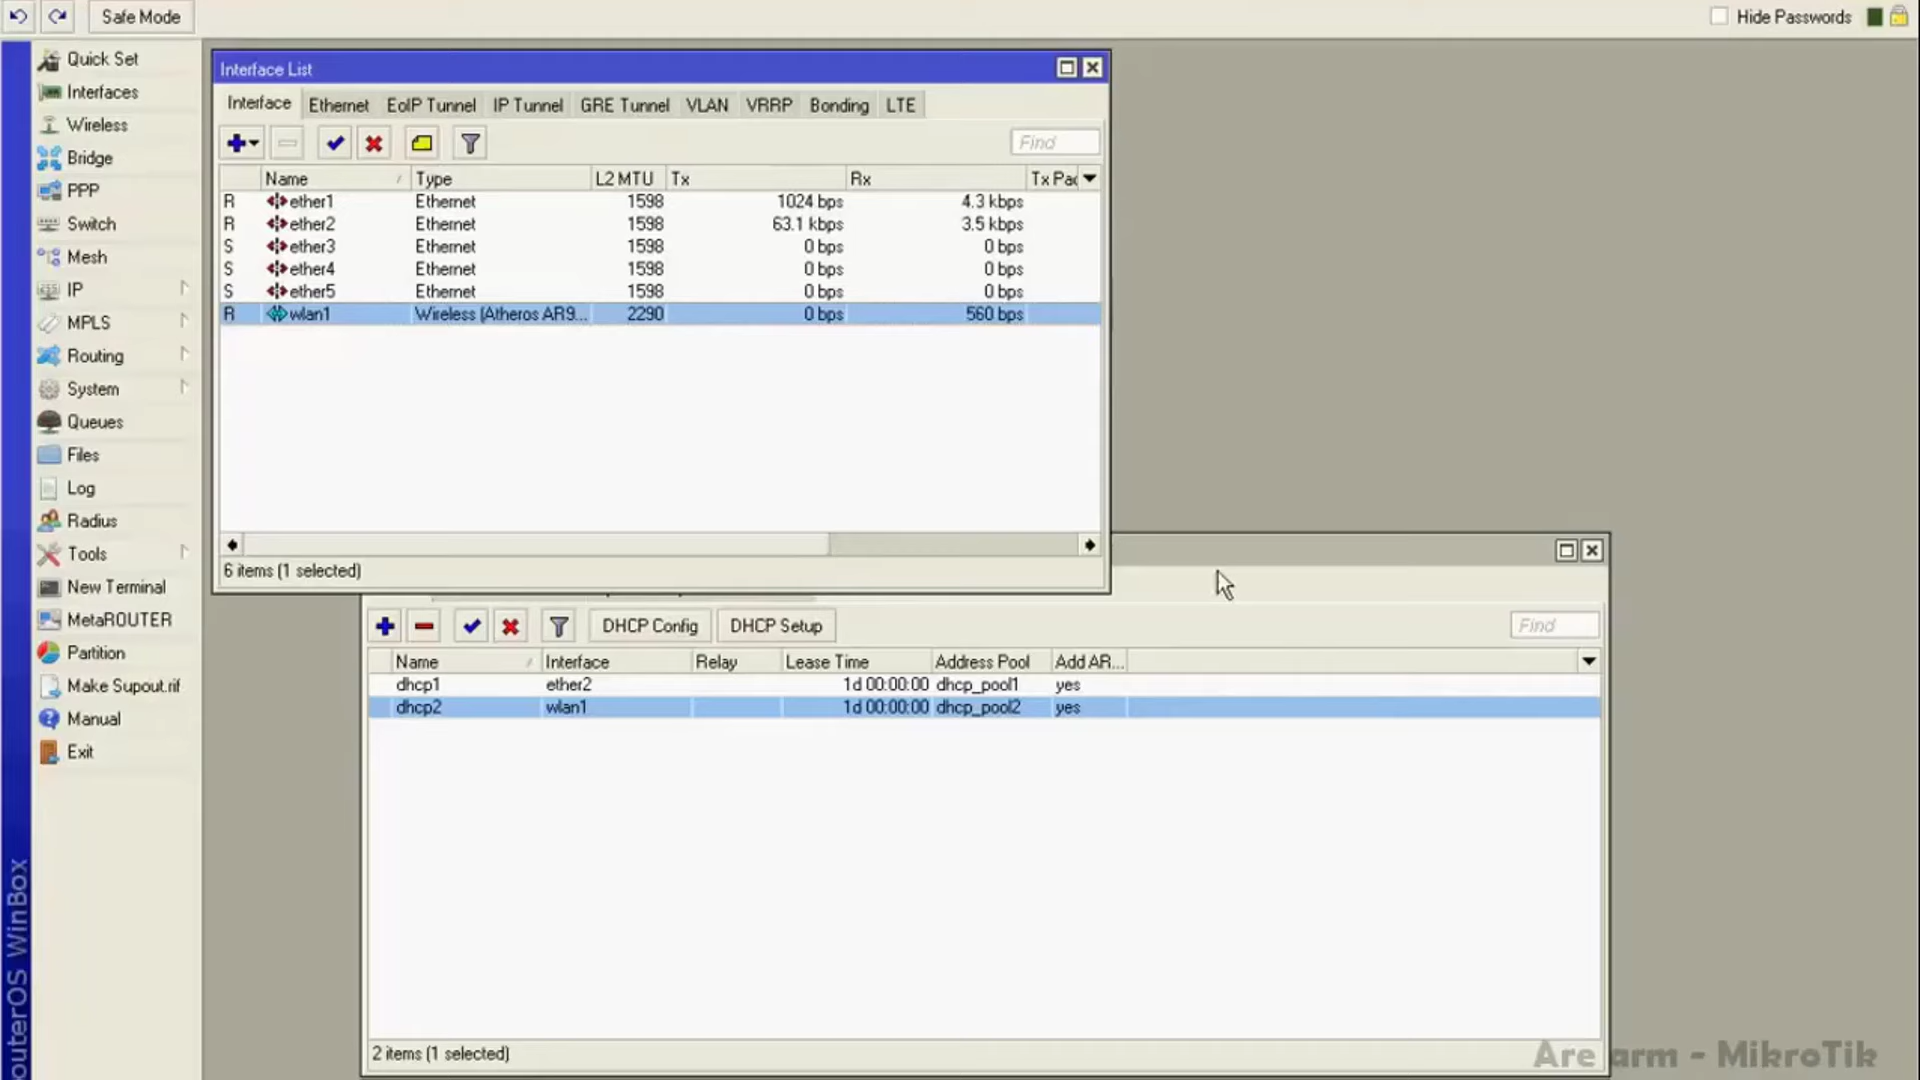 Safe Mode
Hide Passwords
Quick Set
Interfaces
Wireless
Bridge
PPP
Switch
Mesh
IP
MPLS
Routing
System
Queues
Files
Log
Radius
Tools
New Terminal
MetaROUTER
Partition
Make Supout.rif
Manual
Exit
outerOS WinBox
Interface List
Interface Ethernet EoIP Tunnel IP Tunnel GRE Tunnel VLAN VRRP Bonding LTE
Find
Name Type L2 MTU Tx Rx Tx Pac
R ether1 Ethernet 1598 1024 bps 4.3 kbps
R ether2 Ethernet 1598 63.1 kbps 3.5 kbps
S ether3 Ethernet 1598 0 bps 0 bps
S ether4 Ethernet 1598 0 bps 0 bps
S ether5 Ethernet 1598 0 bps 0 bps
R wlan1 Wireless (Atheros AR9... 2290 0 bps 560 bps
6 items (1 selected)
DHCP Config DHCP Setup Find
Name Interface Relay Lease Time Address Pool Add AR...
dhcp1 ether2 1d 00:00:00 dhcp_pool1 yes
dhcp2 wlan1 1d 00:00:00 dhcp_pool2 yes
2 items (1 selected)
Are arm - MikroTik